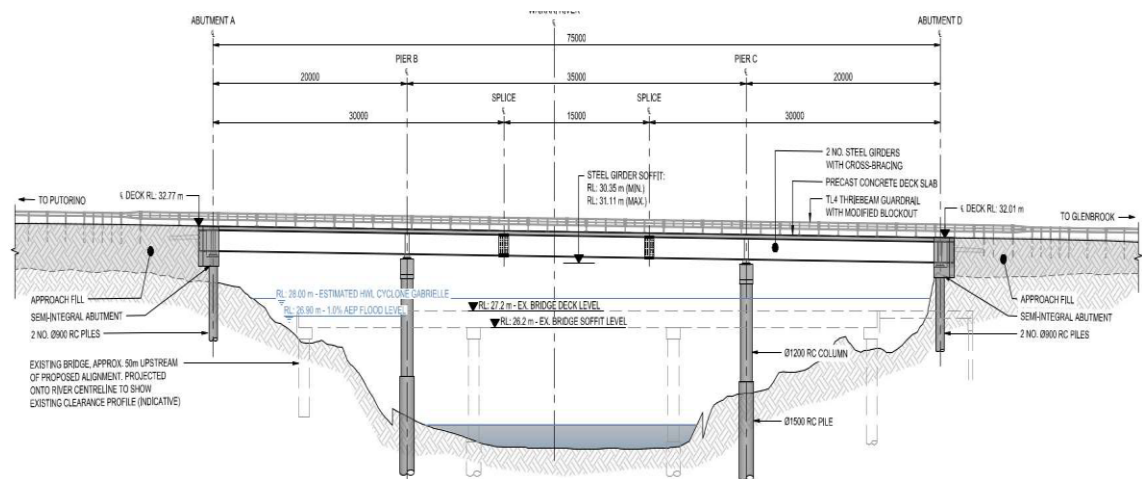 ABUTMENT A
℄
ABUTMENT D
℄
75000
PIER B
℄
PIER C
℄
20000
35000
20000
SPLICE
℄
SPLICE
℄
30000
15000
30000
2 NO. STEEL GIRDERS
WITH CROSS-BRACING
STEEL GIRDER SOFFIT:
RL: 30.35 m (MIN.)
RL: 31.11 m (MAX.)
PRECAST CONCRETE DECK SLAB
TL4 THRIEBEAM GUARDRAIL
WITH MODIFIED BLOCKOUT
TO PUTORINO
℄ DECK RL: 32.77 m
℄ DECK RL: 32.01 m
TO GLENBROOK
APPROACH FILL
SEMI-INTEGRAL ABUTMENT
2 NO. Ø900 RC PILES
RL: 28.00 m - ESTIMATED HWL CYCLONE GABRIELLE
RL: 26.90 m - 1.0% AEP FLOOD LEVEL
RL: 27.2 m - EX. BRIDGE DECK LEVEL
RL: 26.2 m - EX. BRIDGE SOFFIT LEVEL
APPROACH FILL
SEMI-INTEGRAL ABUTMENT
2 NO. Ø900 RC PILES
EXISTING BRIDGE, APPROX. 50m UPSTREAM
OF PROPOSED ALIGNMENT. PROJECTED
ONTO RIVER CENTRELINE TO SHOW
EXISTING CLEARANCE PROFILE (INDICATIVE)
Ø1200 RC COLUMN
Ø1500 RC PILE